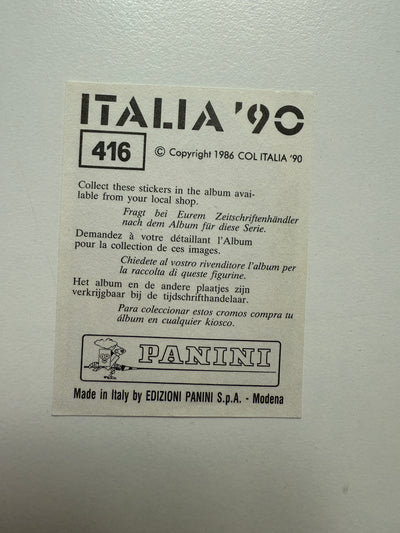 ITALIA '90
416
© Copyright 1986 COL ITALIA '90
Collect these stickers in the album avai-
lable from your local shop.
Fragt bei Eurem Zeitschriftenhändler
nach dem Album für diese Serie.
Demandez à votre détaillant l'Album
pour la collection de ces images.
Chiedete al vostro rivenditore l'album per
la raccolta di queste figurine.
Het album en de andere plaatjes zijn
verkrijgbaar bij de tijdschrifthandelaar.
Para coleccionar estos cromos compra tu
álbum en cualquier kiosco.
PANINI
Made in Italy by EDIZIONI PANINI S.p.A. - Modena